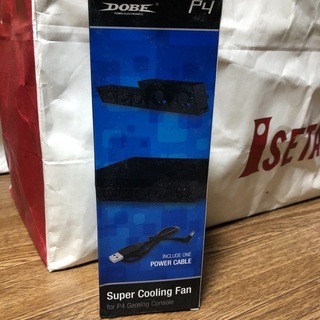 DOBE
P4
INCLUDE ONE
POWER CABLE
Super Cooling Fan
for P4 Gaming Console
ISETA